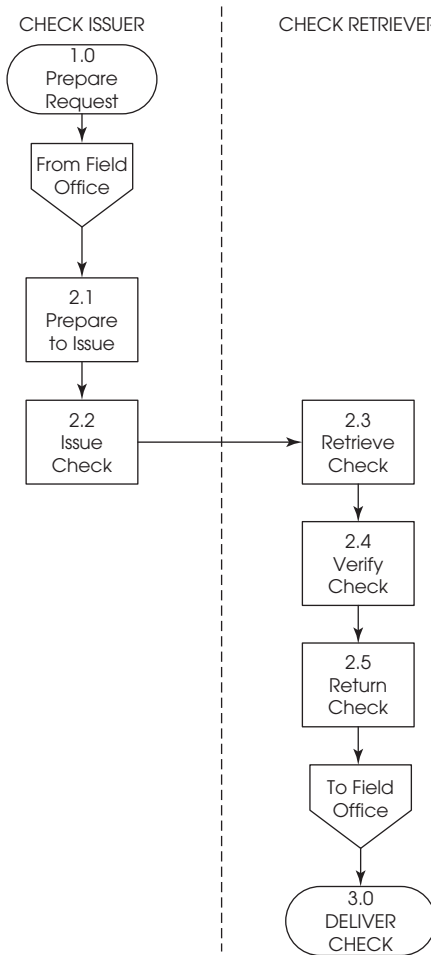 CHECK ISSUER
CHECK RETRIEVER
1.0
Prepare
Request
From Field
Office
2.1
Prepare
to Issue
2.2
Issue
Check
2.3
Retrieve
Check
2.4
Verify
Check
2.5
Return
Check
To Field
Office
3.0
DELIVER
CHECK